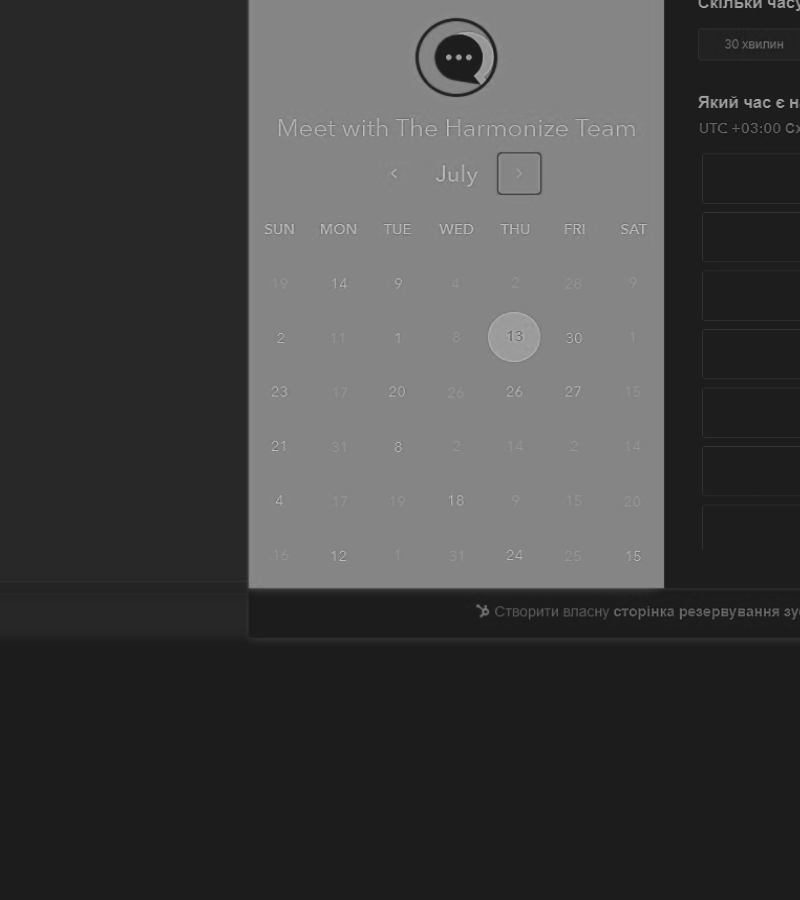 Скільки часу
30 хвилин
Meet with The Harmonize Team
Який час є
UTC +03:00
July
SUN MON TUE WED THU FRI SAT
19 14 9 4 2 28 9
2 11 1 8 13 30 1
23 17 20 26 26 27 15
21 31 8 2 14 2 14
4 17 19 18 9 15 20
16 12 1 31 24 25 15
Створити власну сторінка резервування